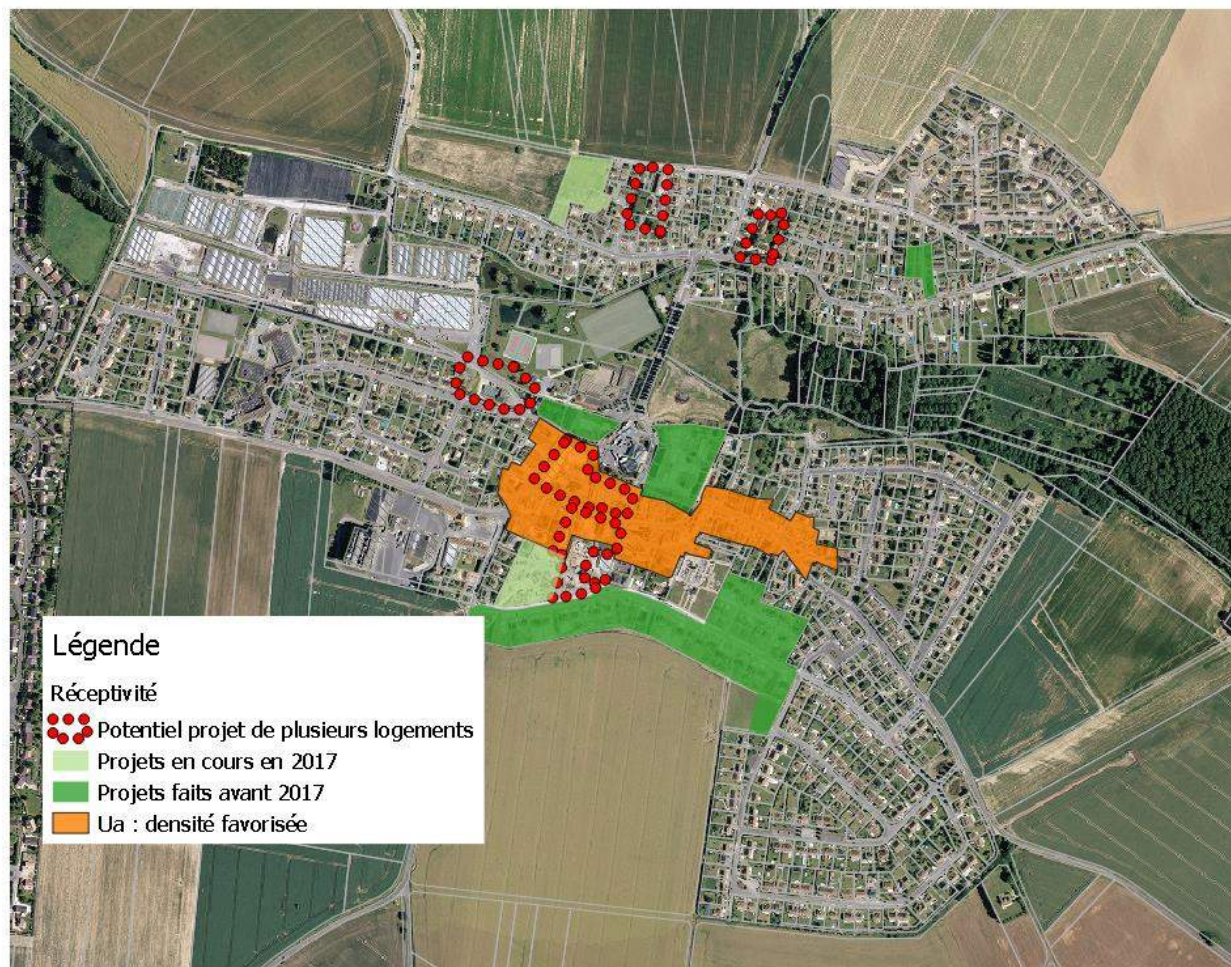 Légende
Réceptivité
Potentiel projet de plusieurs logements
Projets en cours en 2017
Projets faits avant 2017
Ua : densité favorisée